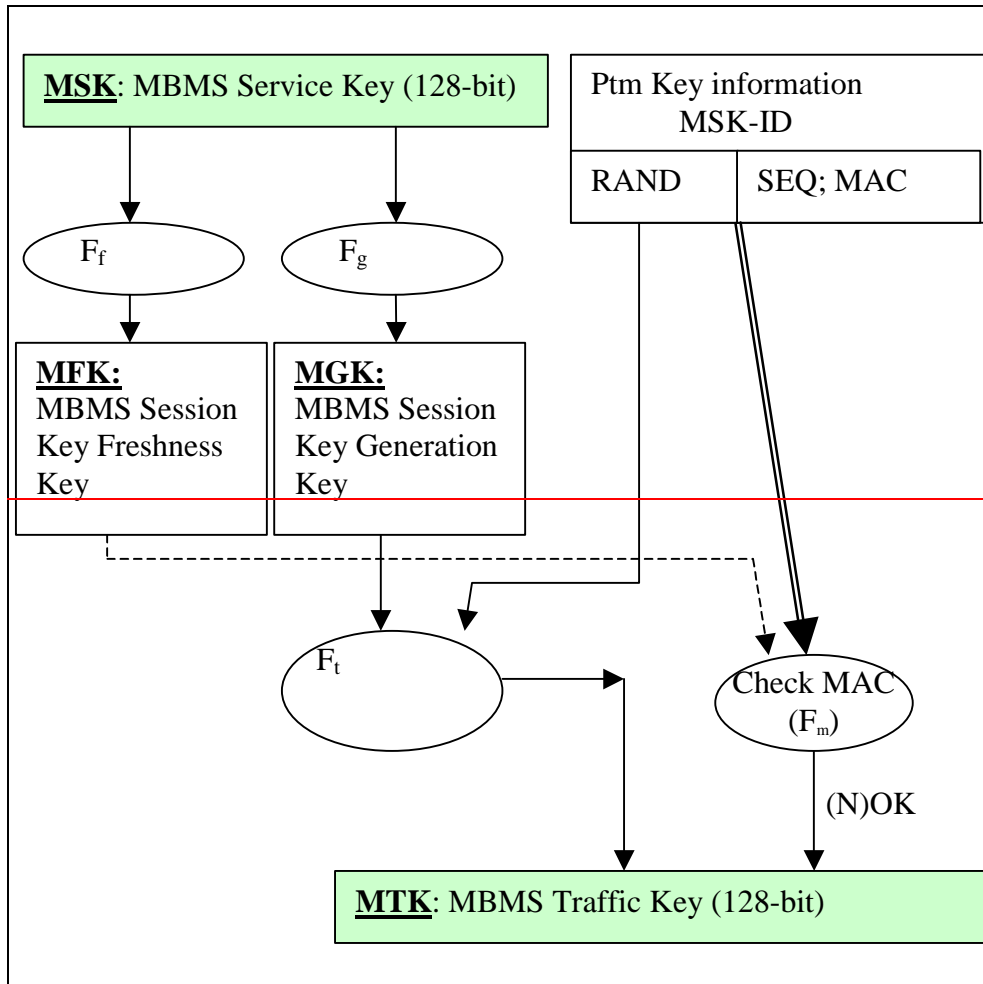 MSK: MBMS Service Key (128-bit)
Ptm Key information
MSK-ID
RAND
SEQ; MAC
Ff
Fg
MFK:
MBMS Session
Key Freshness
Key
MGK:
MBMS Session
Key Generation
Key
Ft
Check MAC
(Fm)
(N)OK
MTK: MBMS Traffic Key (128-bit)